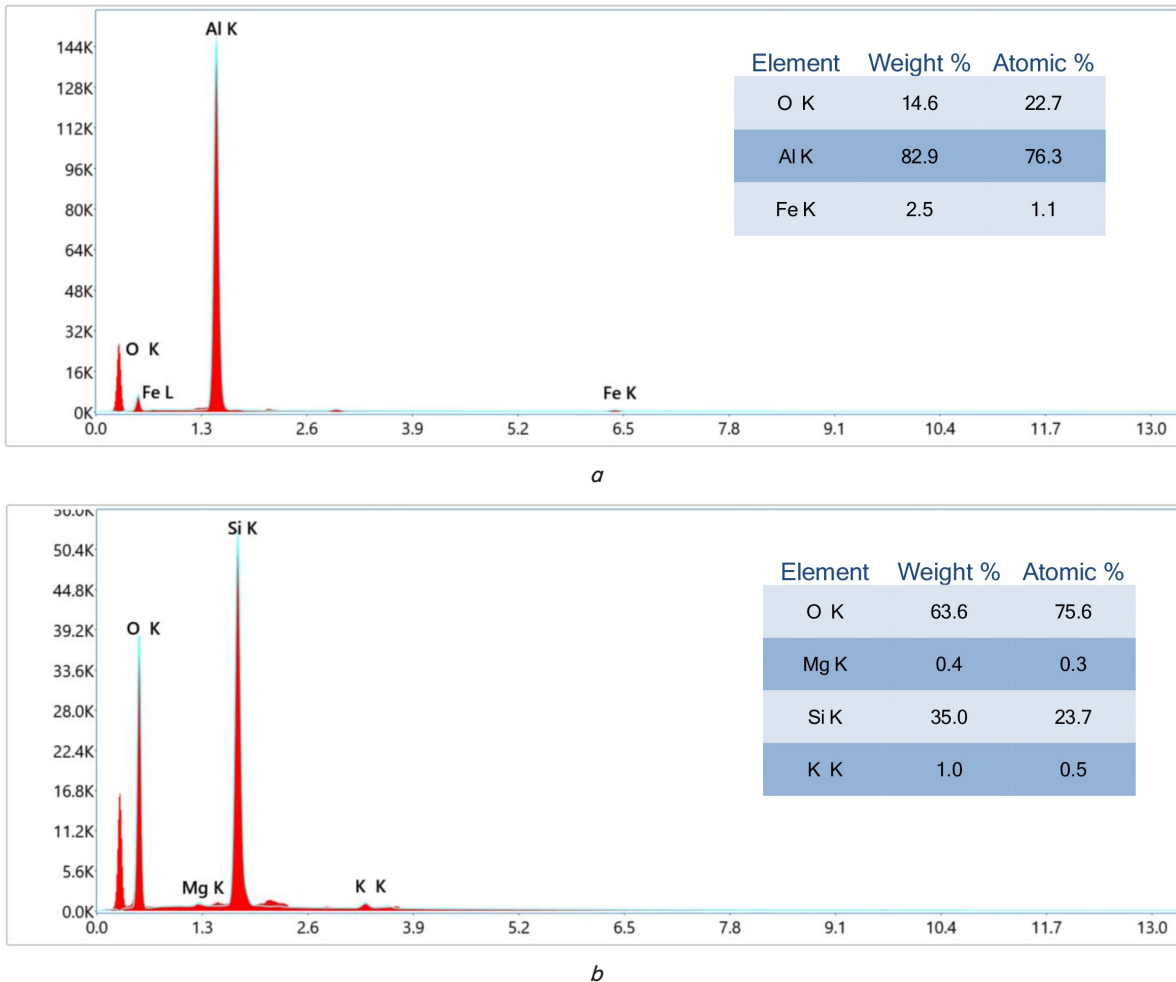 Al K
144K
128K
112K
96K
80K
64K
48K
32K
16K
0K
O K
Fe L
Fe K
0.0 1.3 2.6 3.9 5.2 6.5 7.8 9.1 10.4 11.7 13.0
Element Weight % Atomic %
O K 14.6 22.7
Al K 82.9 76.3
Fe K 2.5 1.1
a
56.0K
50.4K
44.8K
39.2K
33.6K
28.0K
22.4K
16.8K
11.2K
5.6K
0.0K
Si K
O K
Mg K
K K
0.0 1.3 2.6 3.9 5.2 6.5 7.8 9.1 10.4 11.7 13.0
Element Weight % Atomic %
O K 63.6 75.6
Mg K 0.4 0.3
Si K 35.0 23.7
K K 1.0 0.5
b